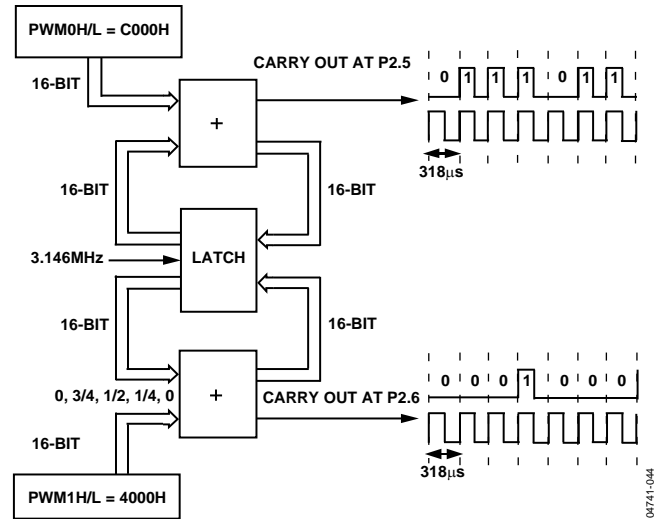 PWM0H/L = C000H
16-BIT
+
CARRY OUT AT P2.5
0 1 1 1 0 1 1
318μs
16-BIT
16-BIT
3.146MHz
LATCH
16-BIT
16-BIT
0, 3/4, 1/2, 1/4, 0
+
CARRY OUT AT P2.6
0 0 0 1 0 0 0
318μs
16-BIT
PWM1H/L = 4000H
04741-044